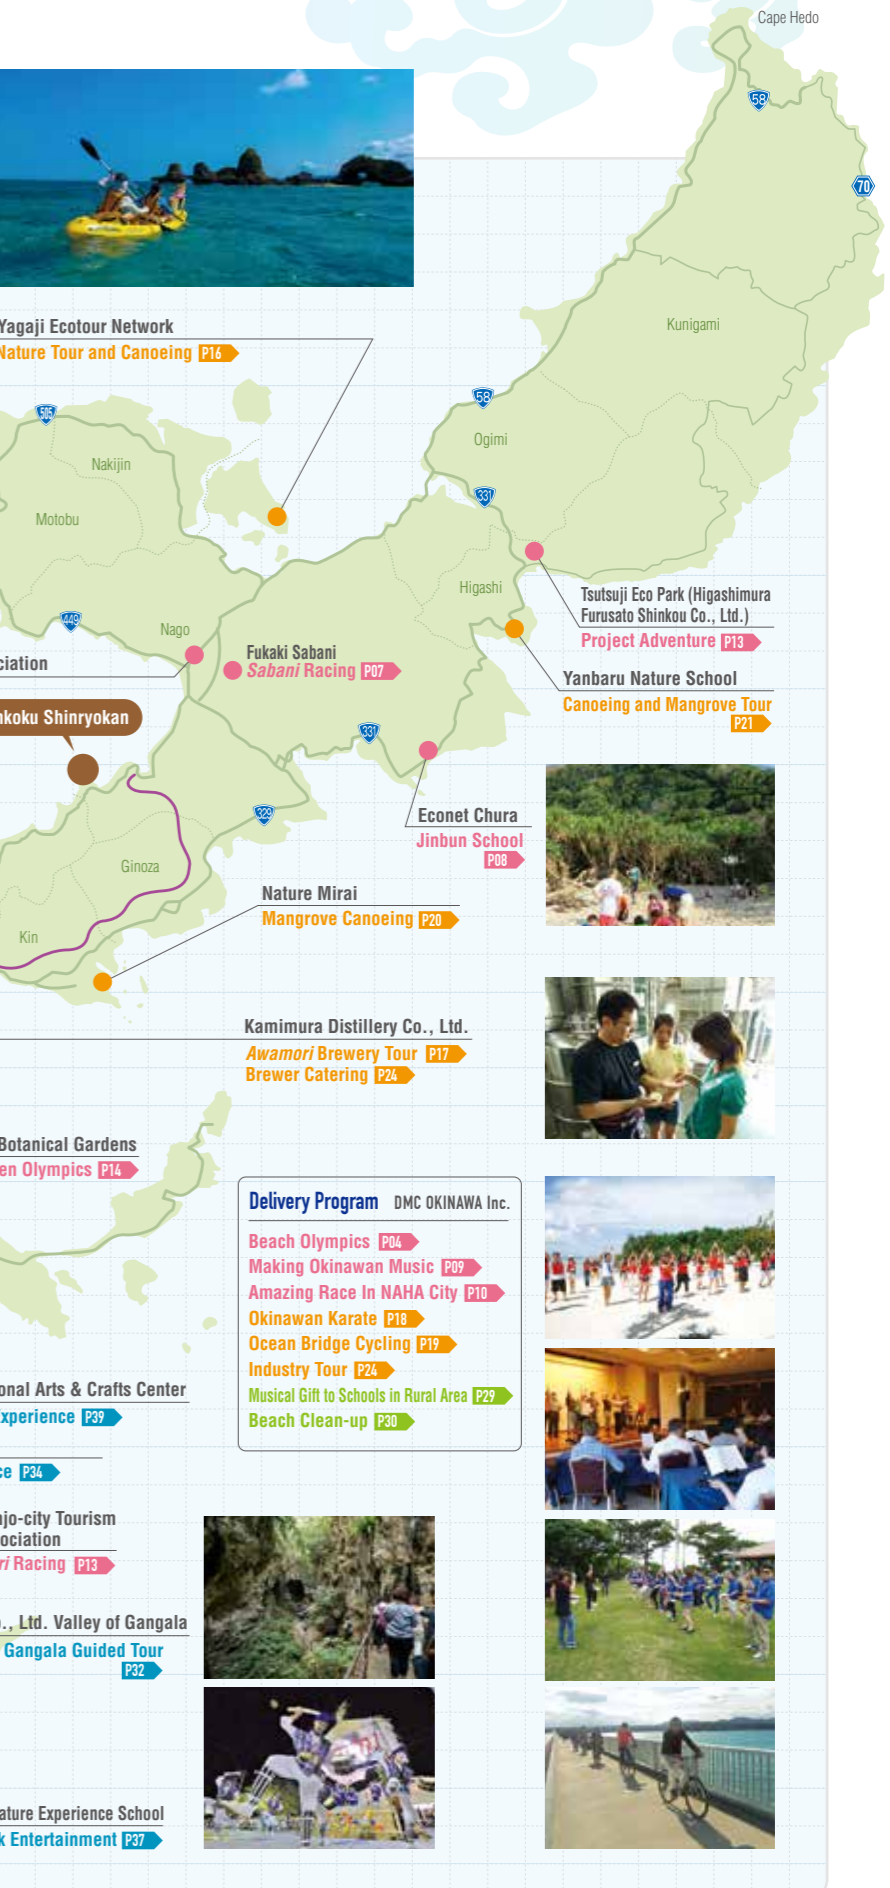 Cape Hedo
58
70
Kunigami
Yagaji Ecotour Network
Nature Tour and Canoeing P16
505
58
Nakijin
Ogimi
Motobu
331
Higashi
Tsutsuji Eco Park (Higashimura
Furusato Shinkou Co., Ltd.)
Project Adventure P13
449
Nago
ciation
Fukaki Sabani
Sabani Racing P07
Yanbaru Nature School
Canoeing and Mangrove Tour
P21
nkoku Shinryokan
331
329
Econet Chura
Jinbun School
P08
Ginoza
Nature Mirai
Mangrove Canoeing P20
Kin
Kamimura Distillery Co., Ltd.
Awamori Brewery Tour P17
Brewer Catering P24
Botanical Gardens
en Olympics P14
Delivery Program DMC OKINAWA Inc.
Beach Olympics P04
Making Okinawan Music P09
Amazing Race In NAHA City P10
Okinawan Karate P18
Ocean Bridge Cycling P19
Industry Tour P24
Musical Gift to Schools in Rural Area P29
Beach Clean-up P30
onal Arts & Crafts Center
xperience P39
ce P34
njo-city Tourism
ociation
ri Racing P13
o., Ltd. Valley of Gangala
Gangala Guided Tour
P32
ature Experience School
k Entertainment P37